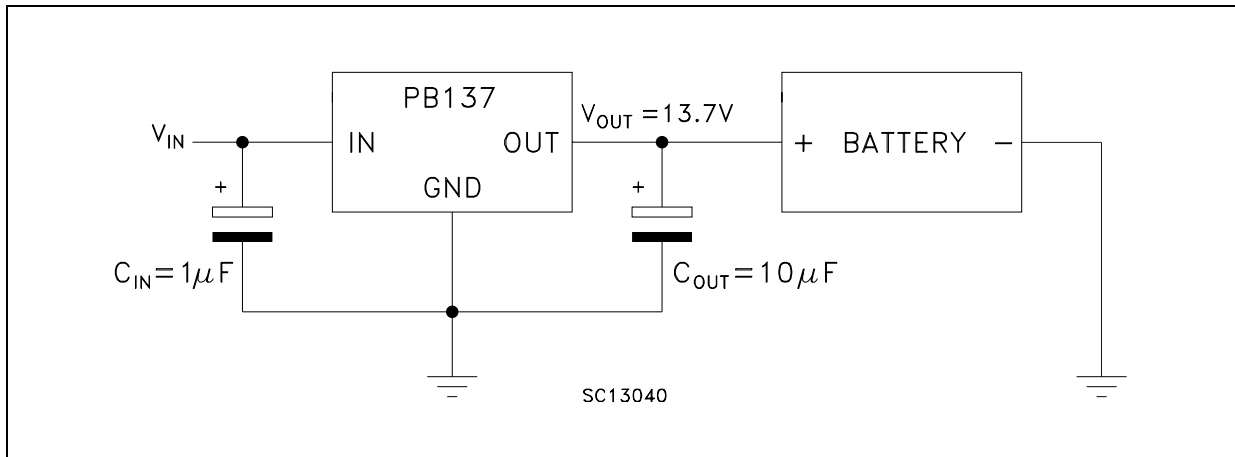 PB137
V_OUT =13.7V
V_IN
IN
OUT
+ BATTERY -
GND
+
+
C_IN=1μF
C_OUT=10μF
SC13040